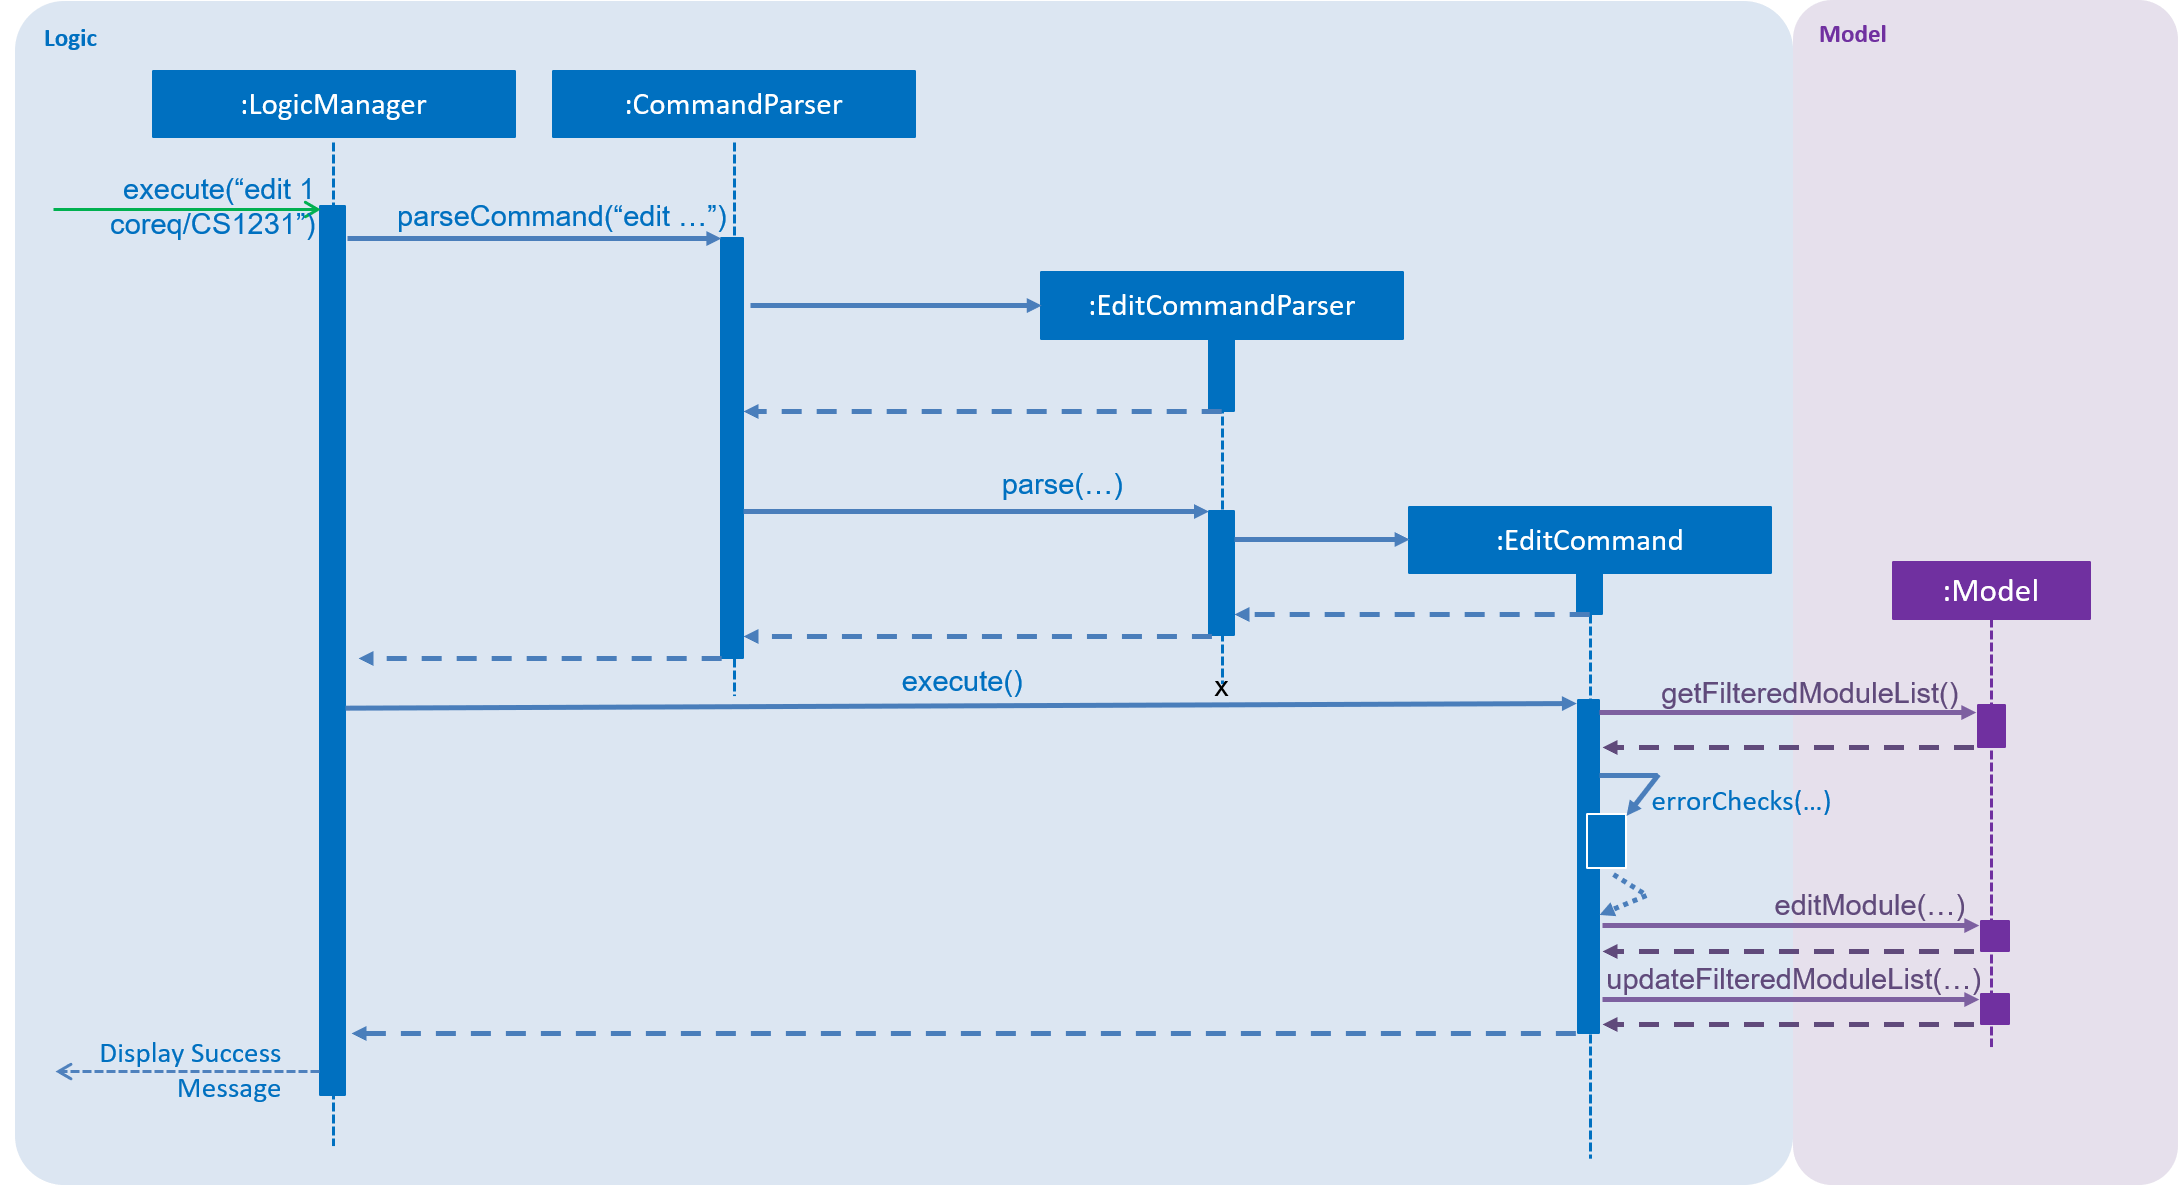 Logic
Model
:LogicManager
:CommandParser
execute(“edit 1
coreq/CS1231”)
parseCommand(“edit …”)
:EditCommandParser
parse(…)
:EditCommand
:Model
execute()
x
getFilteredModuleList()
errorChecks(…)
editModule(…)
updateFilteredModuleList(…)
Display Success
Message